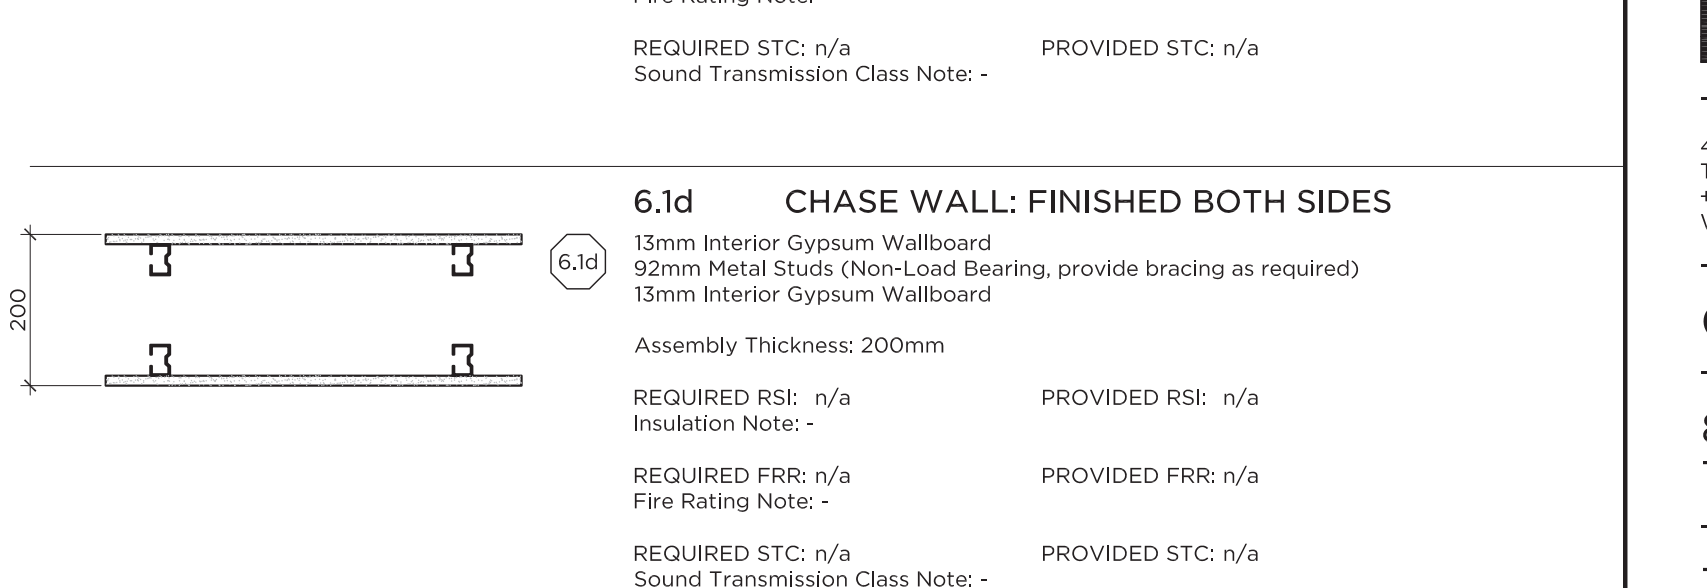 Fire Rating Note:
REQUIRED STC: n/a PROVIDED STC: n/a
Sound Transmission Class Note: -
6.1d CHASE WALL: FINISHED BOTH SIDES
200
6.1d
13mm Interior Gypsum Wallboard
92mm Metal Studs (Non-Load Bearing, provide bracing as required)
13mm Interior Gypsum Wallboard
Assembly Thickness: 200mm
REQUIRED RSI: n/a PROVIDED RSI: n/a
Insulation Note: -
REQUIRED FRR: n/a PROVIDED FRR: n/a
Fire Rating Note: -
REQUIRED STC: n/a PROVIDED STC: n/a
Sound Transmission Class Note: -